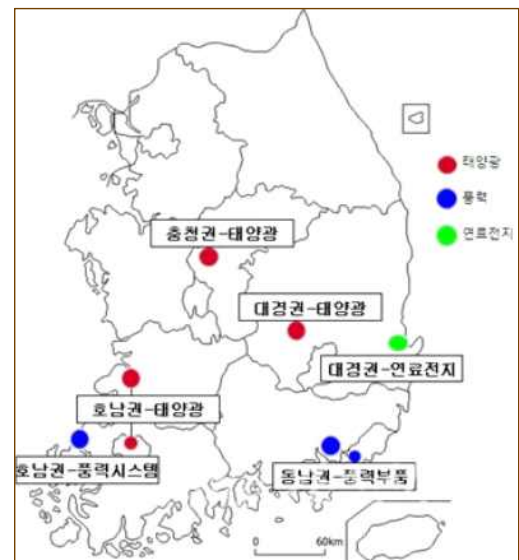 태양광
풍력
연료전지
충청권-태양광
대경권-태양광
대경권-연료전지
호남권-태양광
호남권-풍력시스템
동남권-풍력부품
0 60km